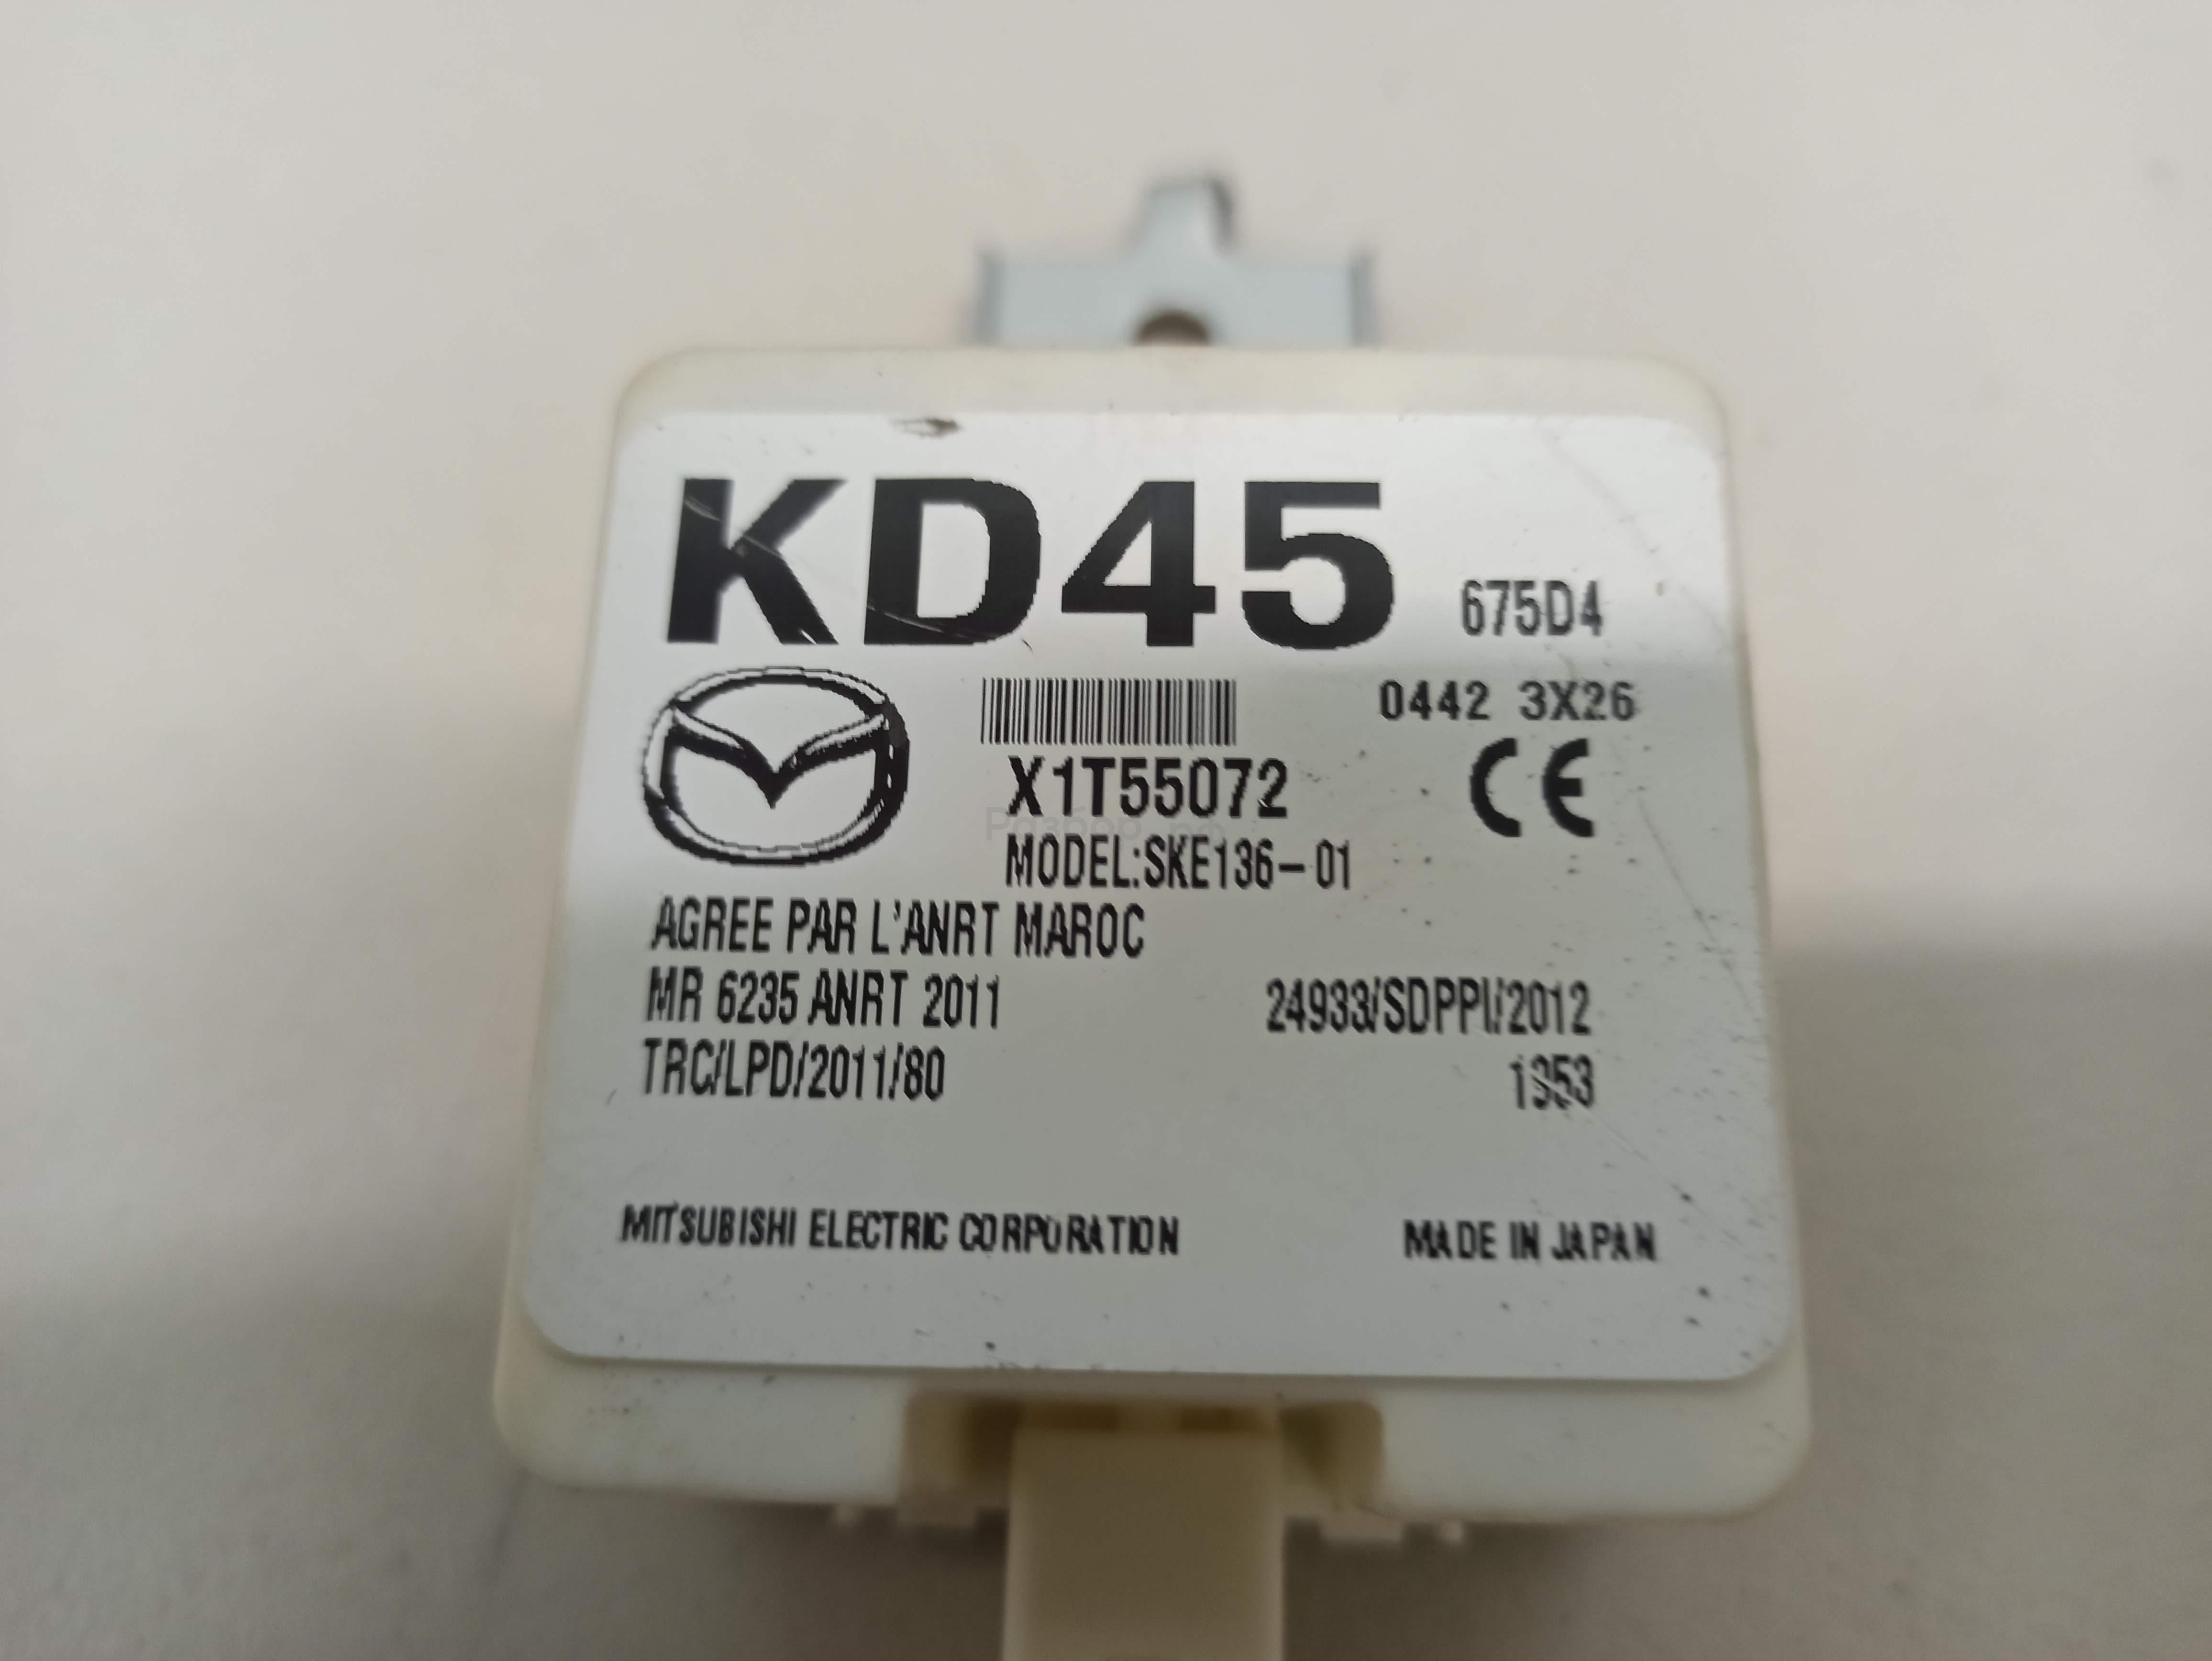 KD45 675D4
0442 3X26
X1T55072
CE
MODEL:SKE136-01
AGREE PAR L'ANRT MAROC
MR 6235 ANRT 2011
24933/SDPPI/2012
TRC/LPD/2011/80
1353
MITSUBISHI ELECTRIC CORPORATION
MADE IN JAPAN